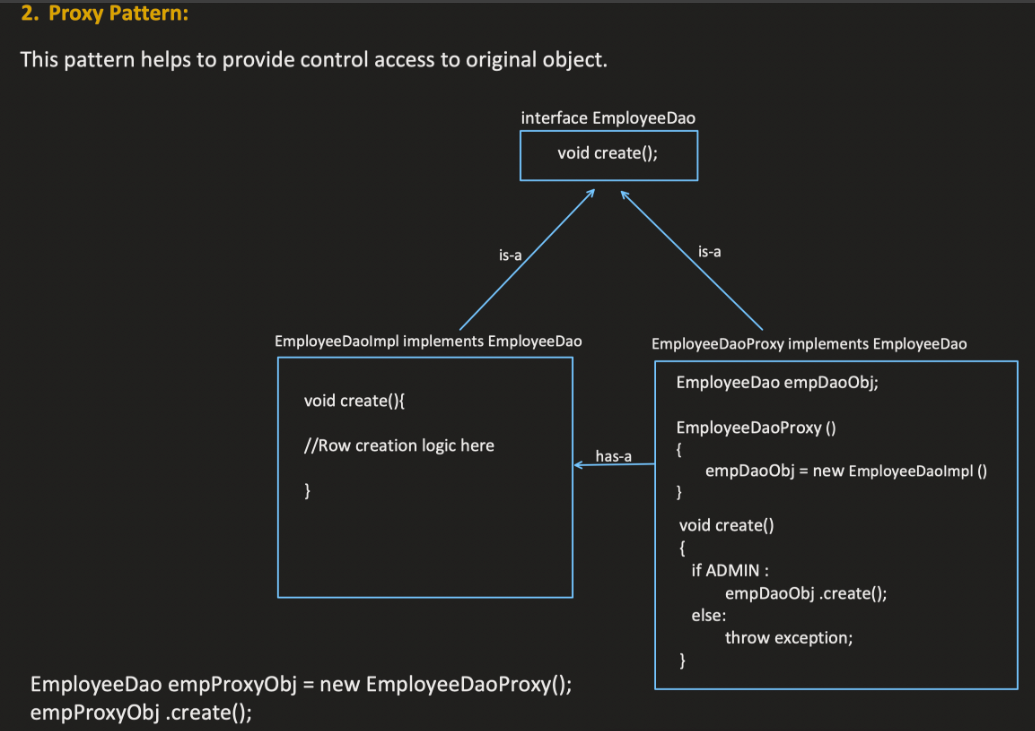 2. Proxy Pattern:
This pattern helps to provide control access to original object.
interface EmployeeDao
void create();
is-a
is-a
EmployeeDaoImpl implements EmployeeDao
void create(){
//Row creation logic here
}
has-a
EmployeeDaoProxy implements EmployeeDao
EmployeeDao empDaoObj;
EmployeeDaoProxy ()
{
empDaoObj = new EmployeeDaoImpl ()
}
void create()
{
if ADMIN :
empDaoObj .create();
else:
throw exception;
}
EmployeeDao empProxyObj = new EmployeeDaoProxy();
empProxyObj .create();